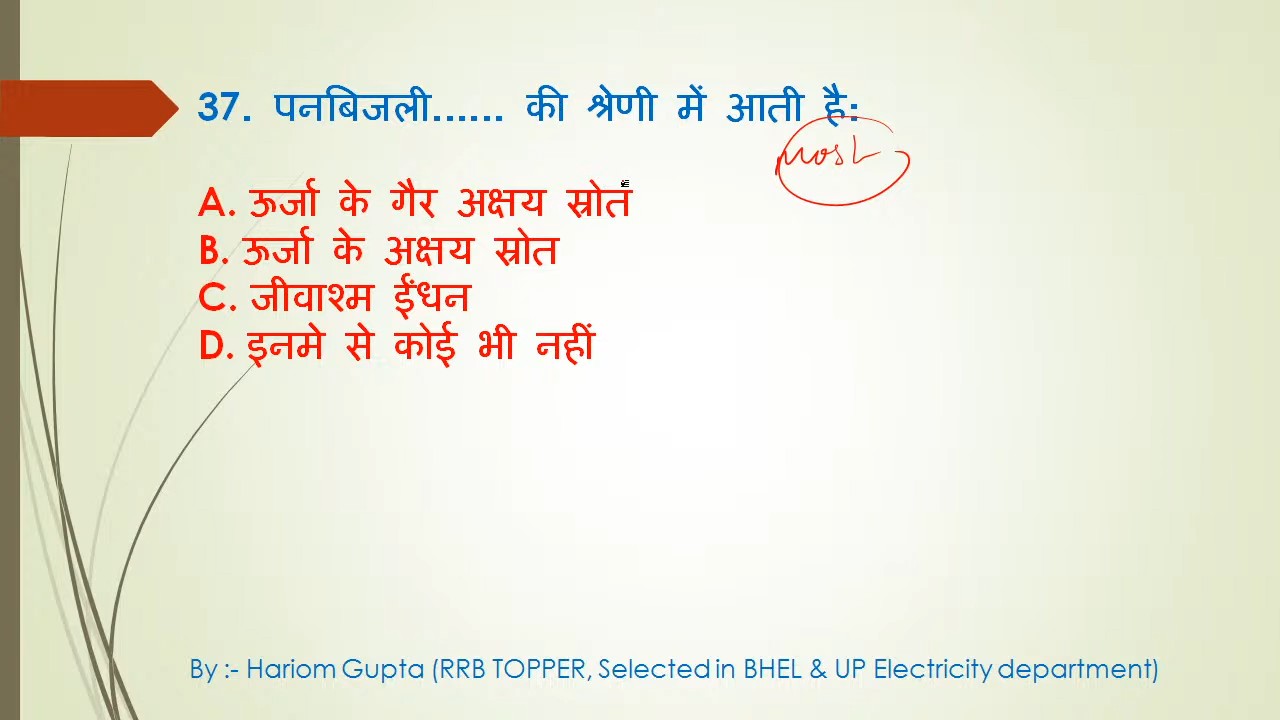 37. पनबिजली...... की श्रेणी में आती है:
most
A. ऊर्जा के गैर अक्षय स्रोत
B. ऊर्जा के अक्षय स्रोत
C. जीवाश्म ईंधन
D. इनमे से कोई भी नहीं
By :- Hariom Gupta (RRB TOPPER, Selected in BHEL & UP Electricity department)